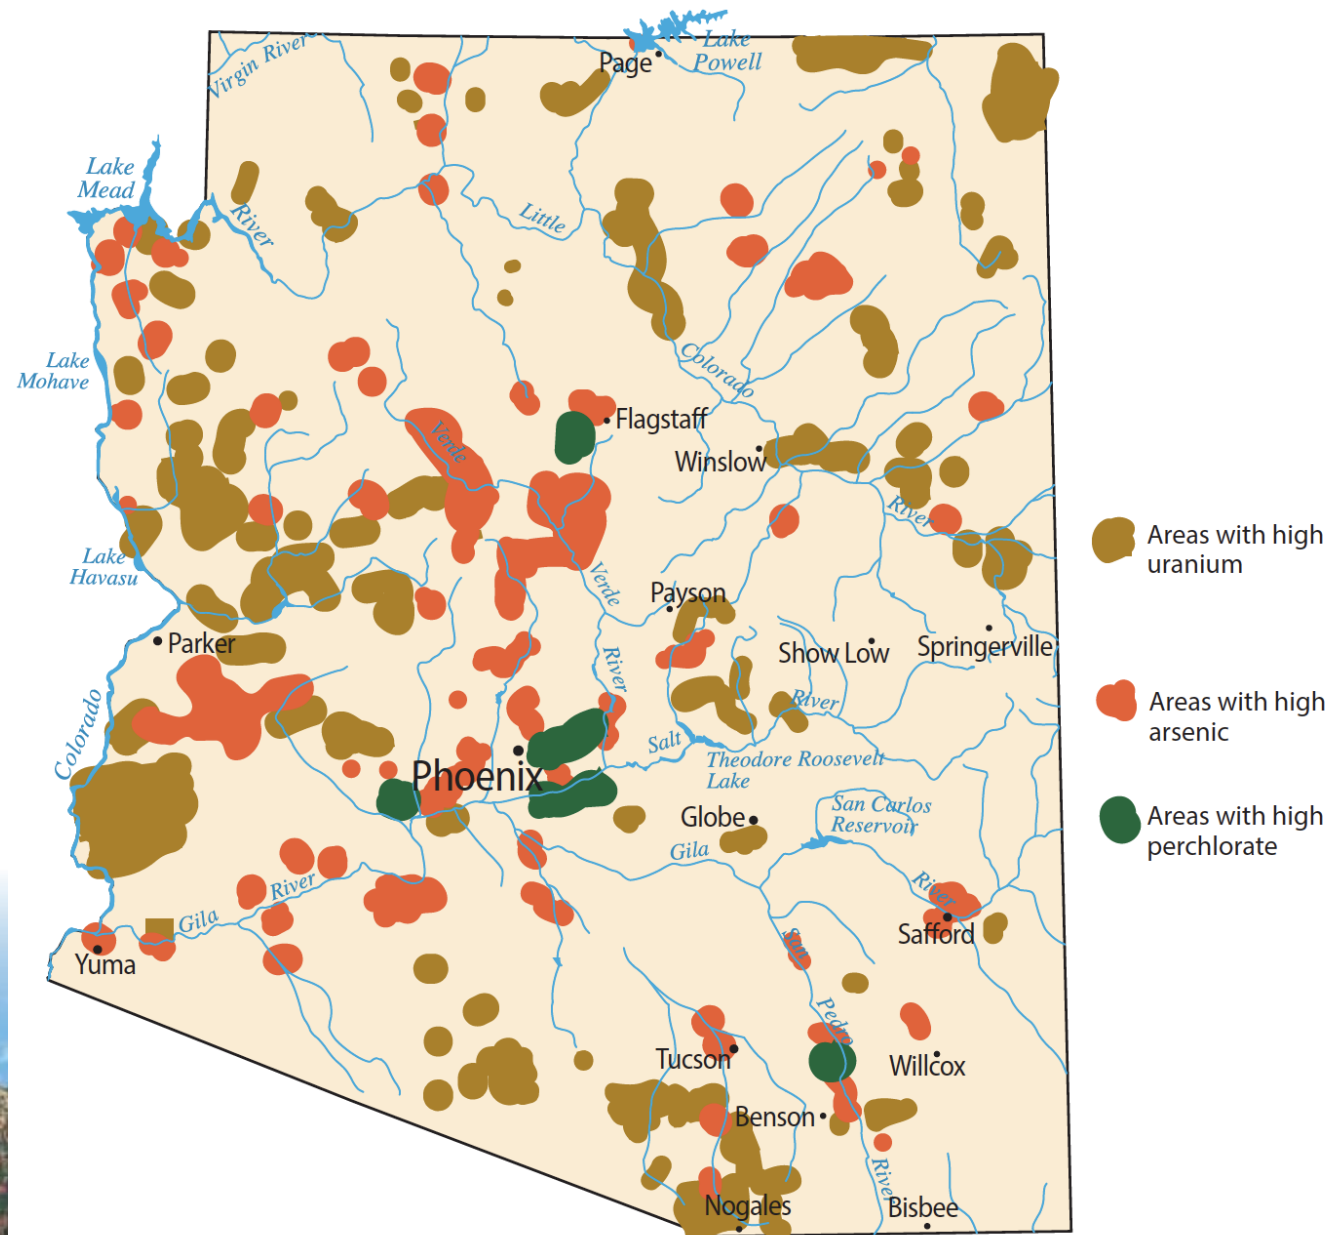 Lake
Powell
Page
Virgin River
Lake
Mead
River
Little
Lake
Mohave
Colorado
Flagstaff
Verde
Winslow
River
Lake
Havasu
Verde
Payson
Parker
Show Low
Springerville
River
River
Colorado
Salt
Phoenix
Theodore Roosevelt
Lake
San Carlos
Reservoir
Globe
Gila
River
River
Gila
Safford
Yuma
San
Pedro
Tucson
Willcox
Benson
River
Nogales
Bisbee
Areas with high
uranium
Areas with high
arsenic
Areas with high
perchlorate